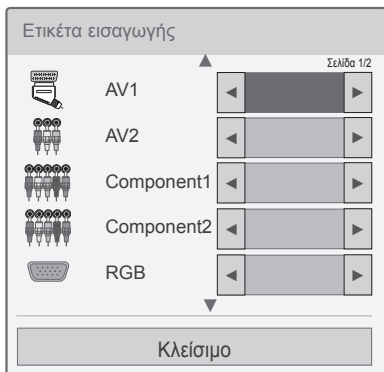 Ετικέτα εισαγωγής
Σελίδα 1/2
AV1
AV2
Component1
Component2
RGB
Κλείσιμο